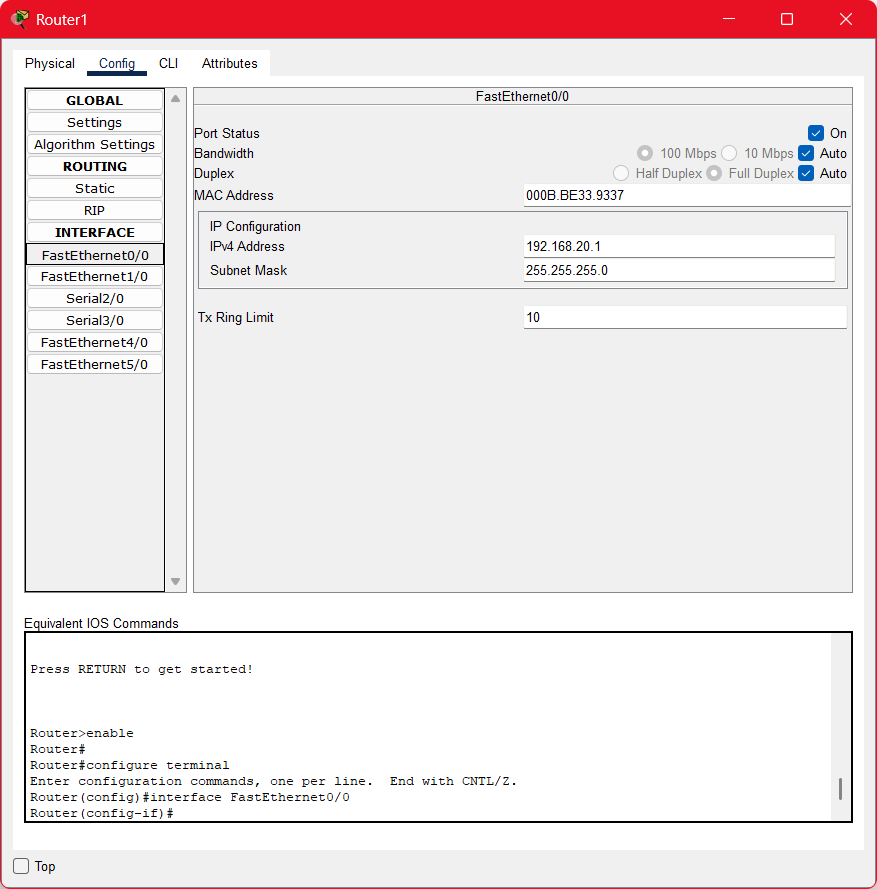 Router1
Physical Config CLI Attributes
GLOBAL
Settings
Algorithm Settings
ROUTING
Static
RIP
INTERFACE
FastEthernet0/0
FastEthernet1/0
Serial2/0
Serial3/0
FastEthernet4/0
FastEthernet5/0
FastEthernet0/0
Port Status On
Bandwidth 100 Mbps 10 Mbps Auto
Duplex Half Duplex Full Duplex Auto
MAC Address 000B.BE33.9337
IP Configuration
IPv4 Address 192.168.20.1
Subnet Mask 255.255.255.0
Tx Ring Limit 10
Equivalent IOS Commands
Press RETURN to get started!
Router>enable
Router#
Router#configure terminal
Enter configuration commands, one per line.  End with CNTL/Z.
Router(config)#interface FastEthernet0/0
Router(config-if)#
Top